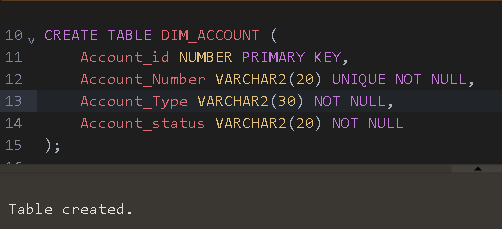 10 CREATE TABLE DIM_ACCOUNT (
11 Account_id NUMBER PRIMARY KEY,
12 Account_Number VARCHAR2(20) UNIQUE NOT NULL,
13 Account_Type VARCHAR2(30) NOT NULL,
14 Account_status VARCHAR2(20) NOT NULL
15 );
Table created.